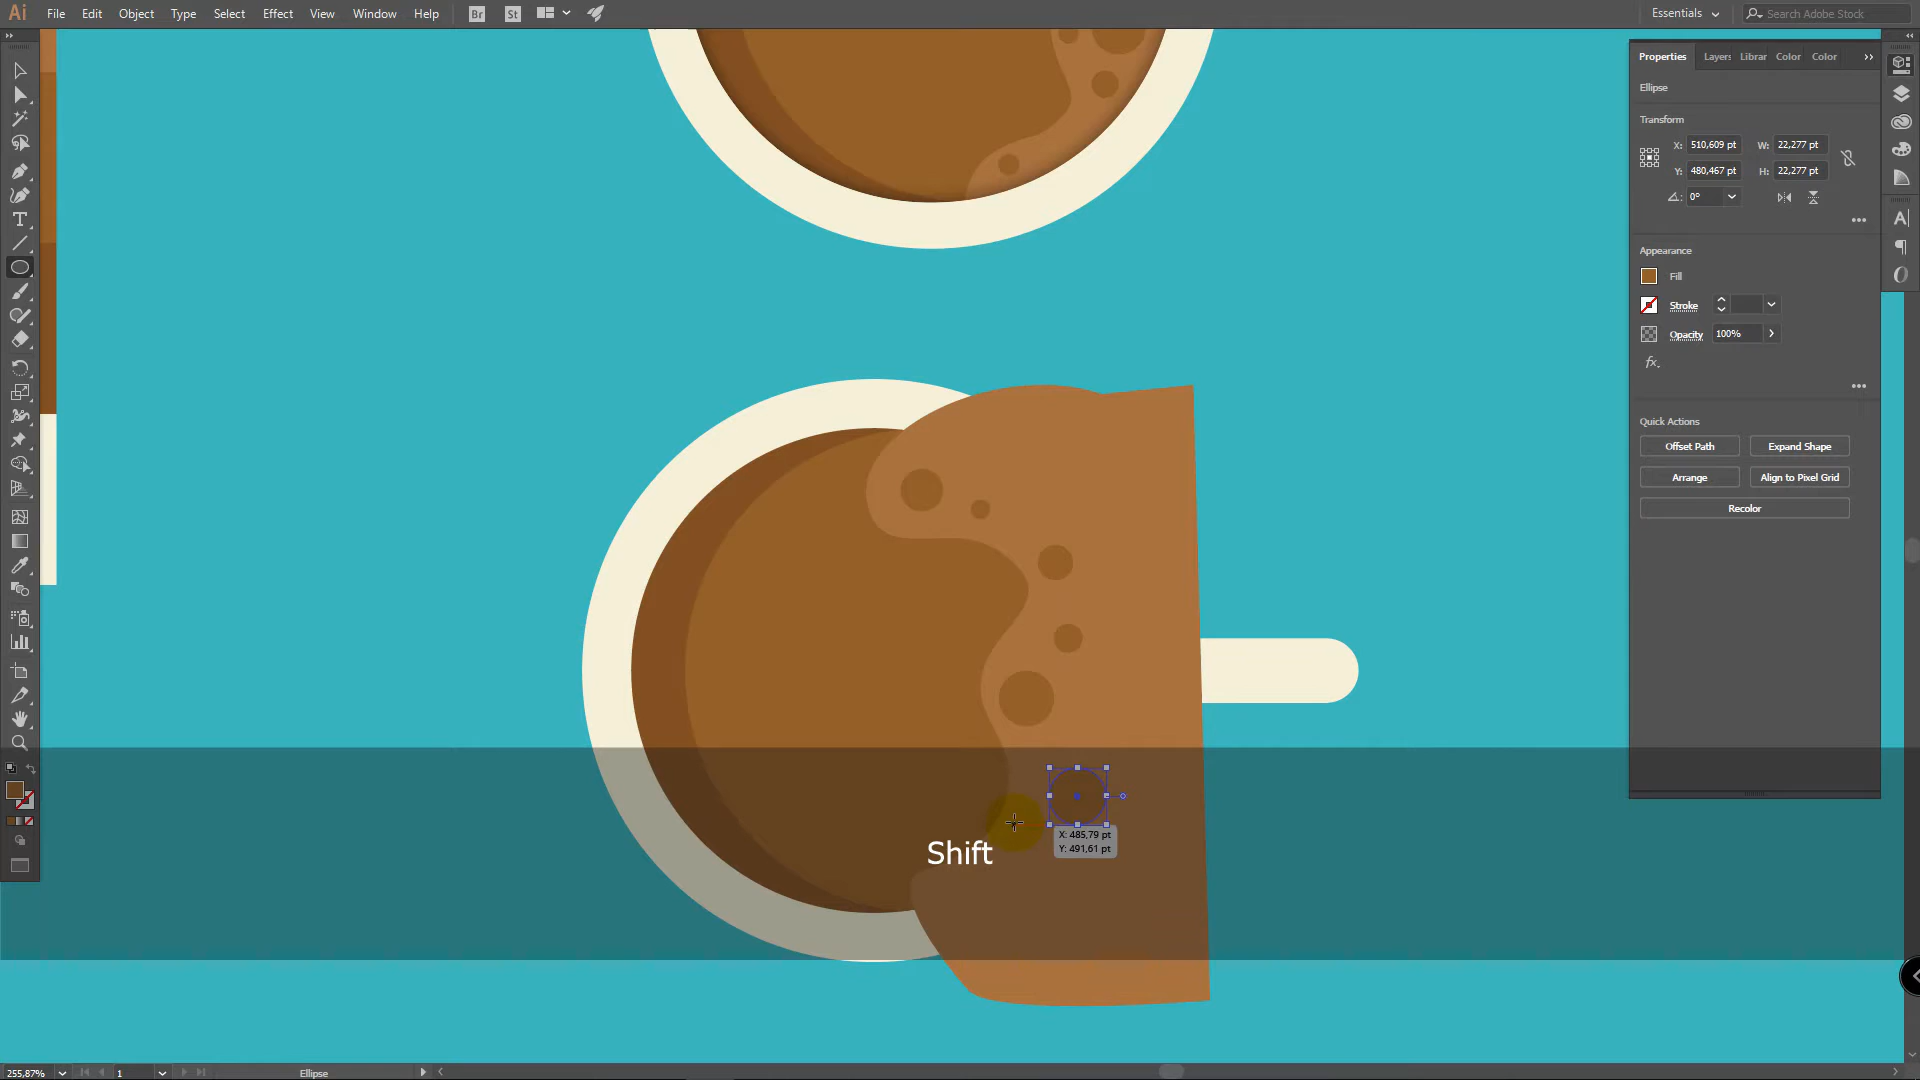 Ai File Edit Object Type Select Effect View Window Help Br St Essentials Search Adobe Stock
Properties Layers Librar Color Color
Ellipse
Transform
X: 510,609 pt W: 22,277 pt
Y: 480,467 pt H: 22,277 pt
0°
Appearance
Fill
Stroke
Opacity 100%
fx.
Quick Actions
Offset Path Expand Shape
Arrange Align to Pixel Grid
Recolor
X: 485,79 pt
Y: 491,61 pt
Shift
255,87% 1 Ellipse